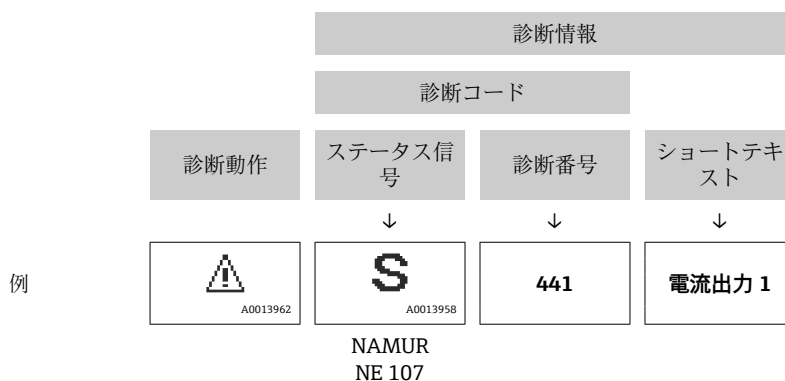 診断情報
診断コード
診断動作
ステータス信
号
診断番号
ショートテキ
スト
↓ ↓ ↓
例
A0013962
S
A0013958
441
電流出力 1
NAMUR
NE 107